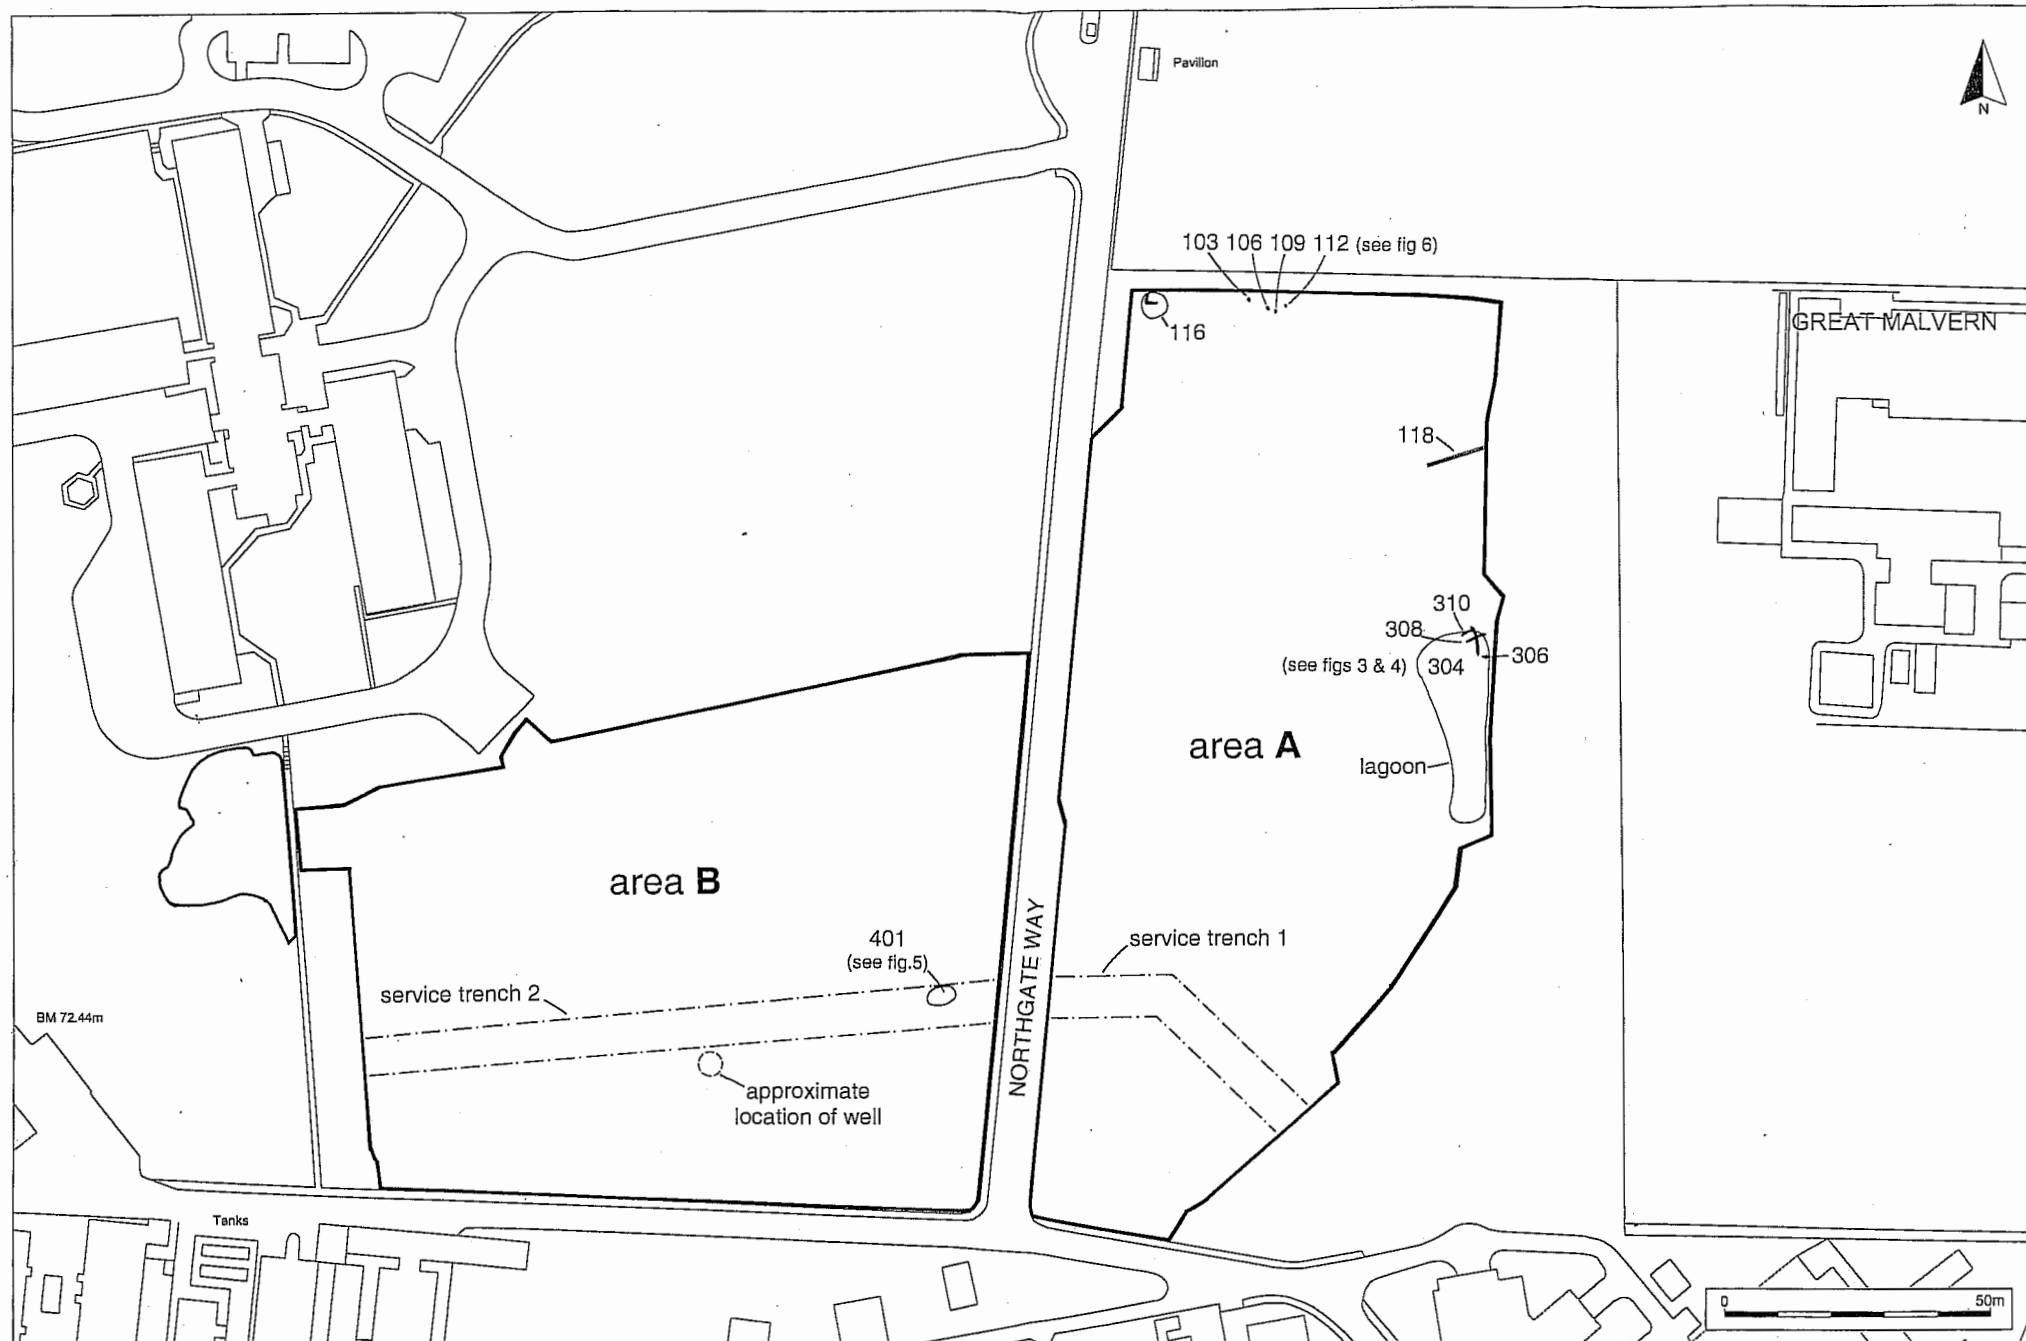 Pavilion
N
103 106 109 112 (see fig 6)
116
GREAT MALVERN
118
310
308
306
(see figs 3 & 4) 304
area A
lagoon
area B
401
(see fig.5)
service trench 1
service trench 2
NORTHGATE WAY
BM 72.44m
approximate
location of well
Tanks
0 50m